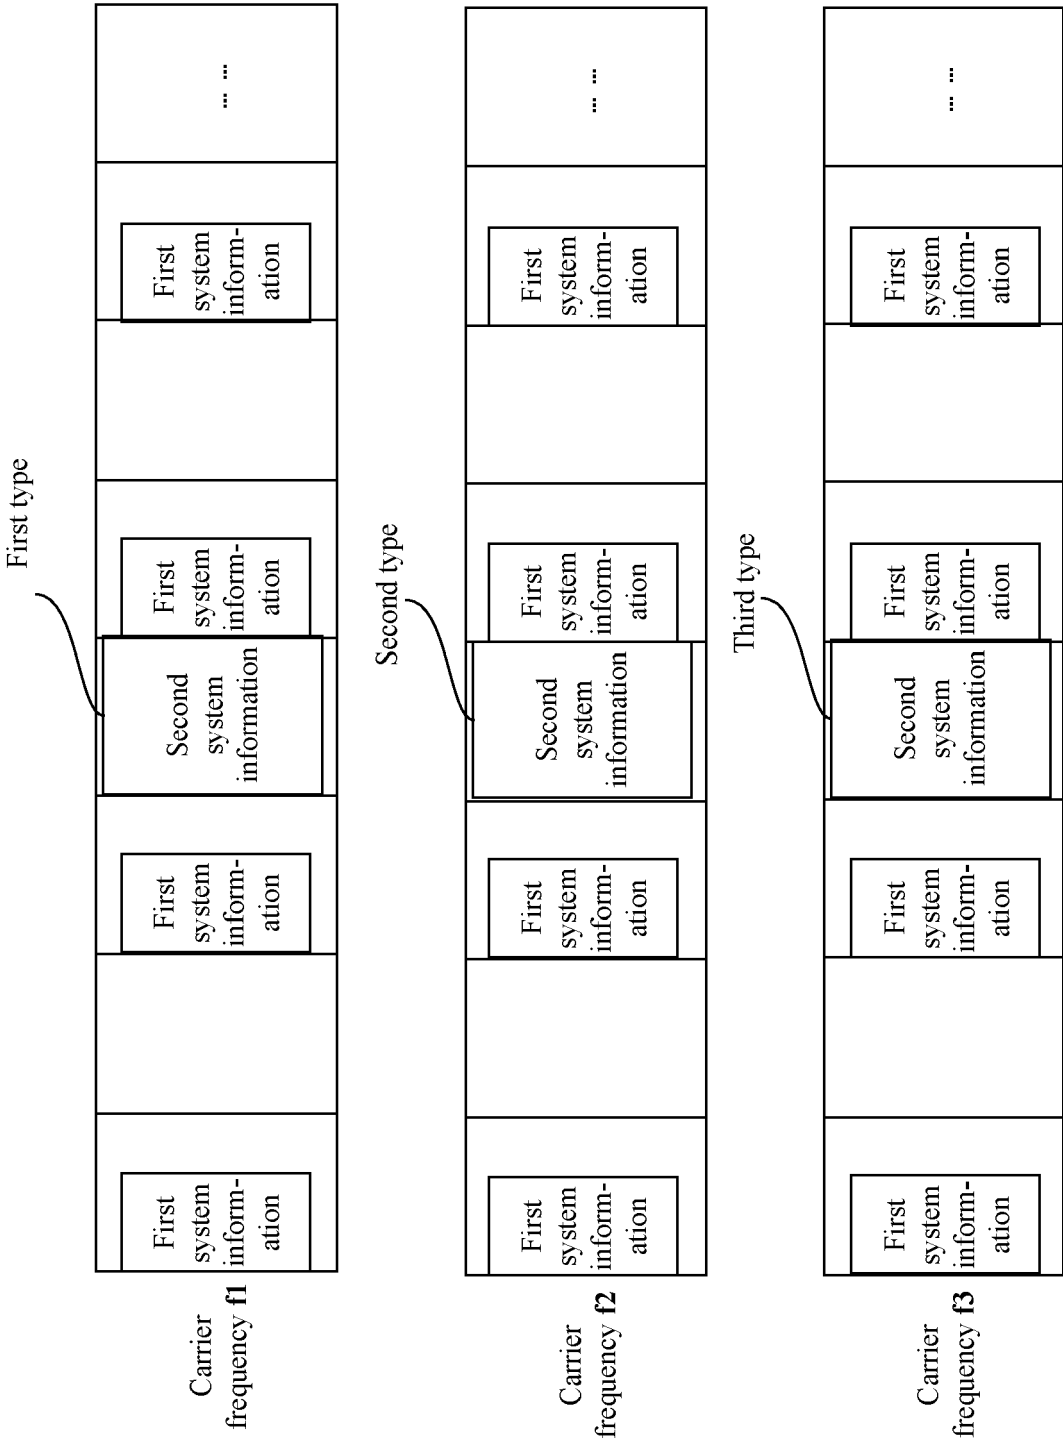 First type
Carrier
frequency f1
First
system
inform-
ation
First
system
inform-
ation
Second
system
information
First
system
inform-
ation
First
system
inform-
ation
... ...
Second type
Carrier
frequency f2
First
system
inform-
ation
First
system
inform-
ation
Second
system
information
First
system
inform-
ation
First
system
inform-
ation
... ...
Third type
Carrier
frequency f3
First
system
inform-
ation
First
system
inform-
ation
Second
system
information
First
system
inform-
ation
First
system
inform-
ation
... ...